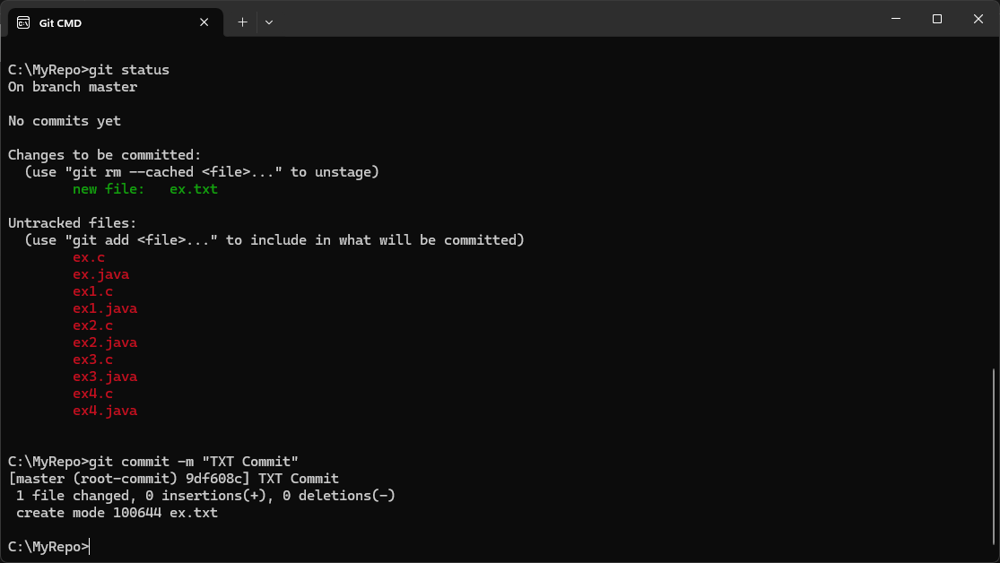 Git CMD
C:\MyRepo>git status
On branch master
No commits yet
Changes to be committed:
  (use "git rm --cached <file>..." to unstage)
        new file:   ex.txt
Untracked files:
  (use "git add <file>..." to include in what will be committed)
        ex.c
        ex.java
        ex1.c
        ex1.java
        ex2.c
        ex2.java
        ex3.c
        ex3.java
        ex4.c
        ex4.java
C:\MyRepo>git commit -m "TXT Commit"
[master (root-commit) 9df608c] TXT Commit
 1 file changed, 0 insertions(+), 0 deletions(-)
 create mode 100644 ex.txt
C:\MyRepo>